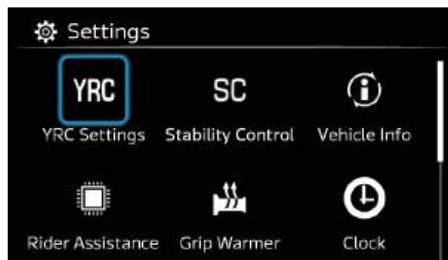 Settings
YRC SC
YRC Settings Stability Control Vehicle Info
Rider Assistance Grip Warmer Clock